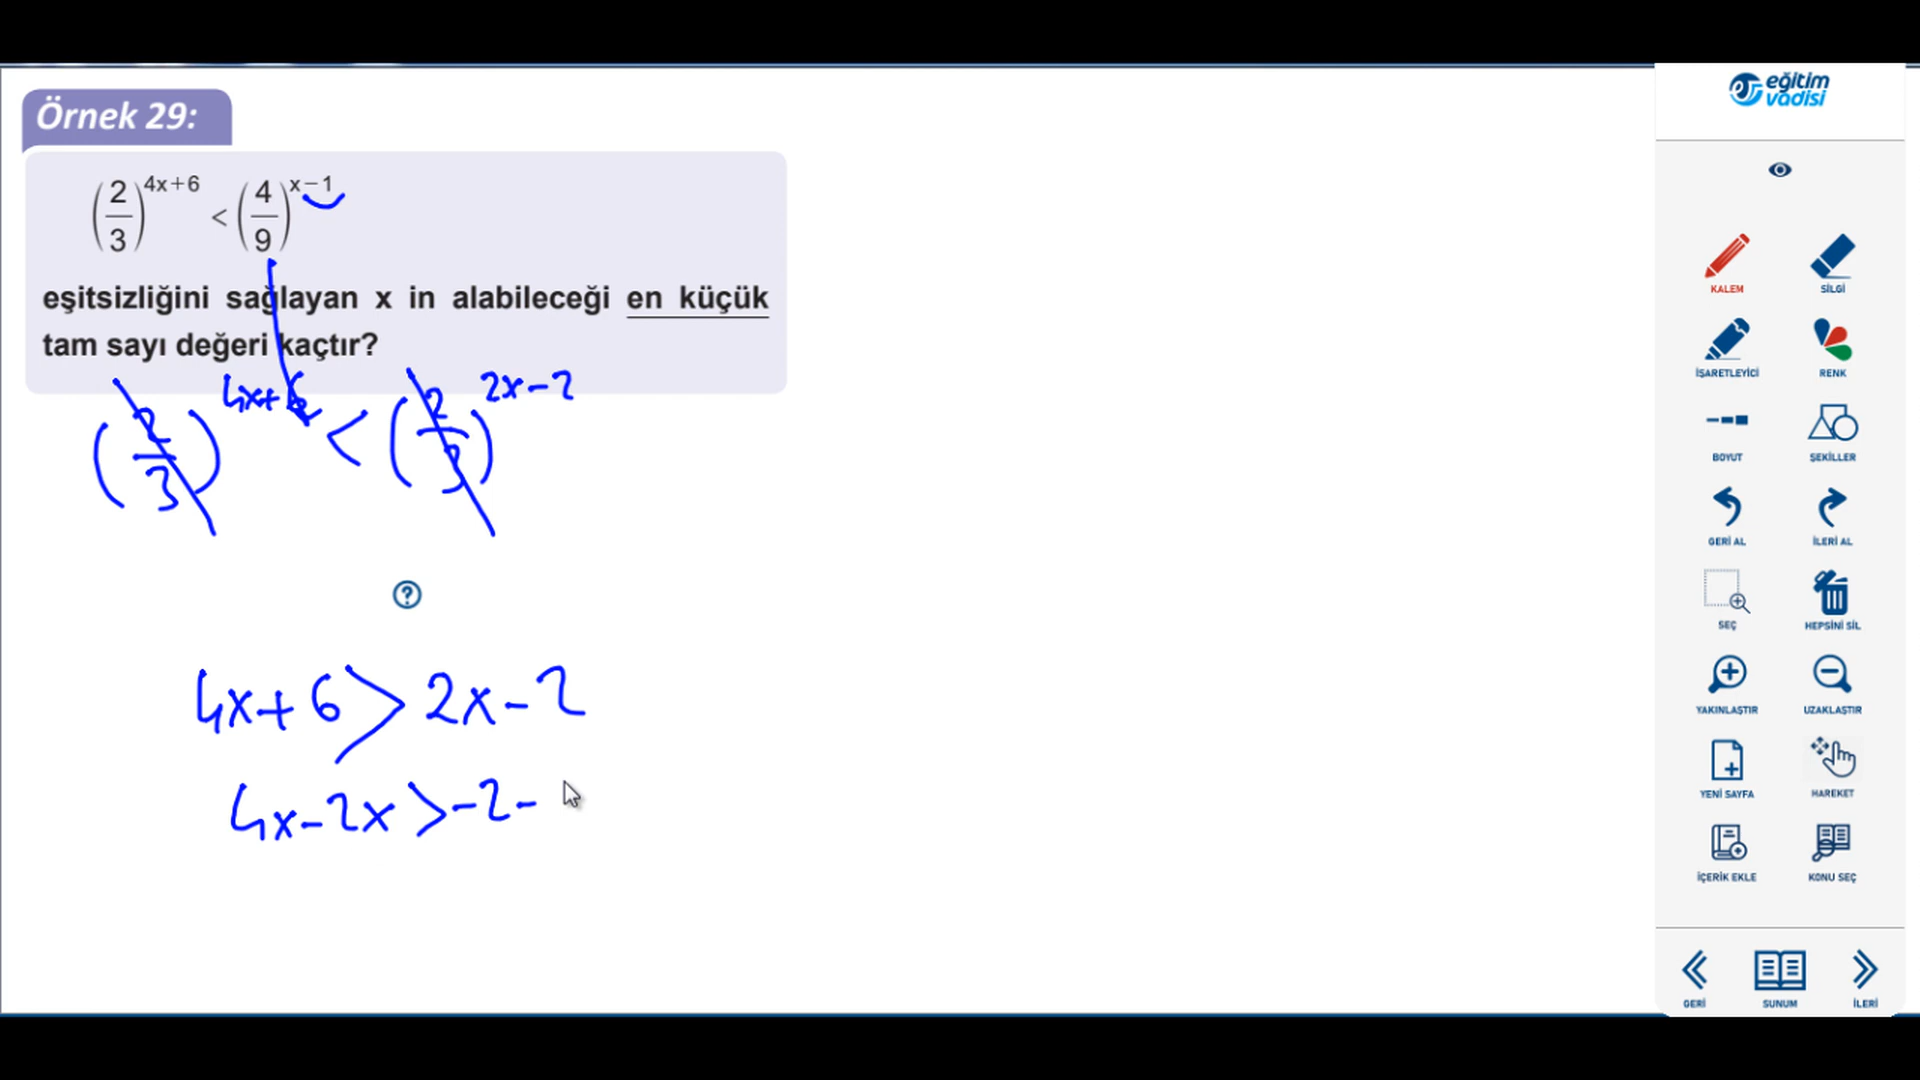 Örnek 29:
(2/3)^(4x+6) < (4/9)^(x-1)
eşitsizliğini sağlayan x in alabileceği en küçük
tam sayı değeri kaçtır?
(2/3)^(4x+6) < (2/3)^(2x-2)
?
4x+6 > 2x-2
4x-2x > -2-
eğitim
vadisi
KALEM
SİLGİ
İŞARETLEYİCİ
RENK
BOYUT
ŞEKİLLER
GERİ AL
İLERİ AL
SEÇ
HEPSİNİ SİL
YAKINLAŞTIR
UZAKLAŞTIR
YENİ SAYFA
HAREKET
İÇERİK EKLE
KONU SEÇ
GERİ
SUNUM
İLERİ